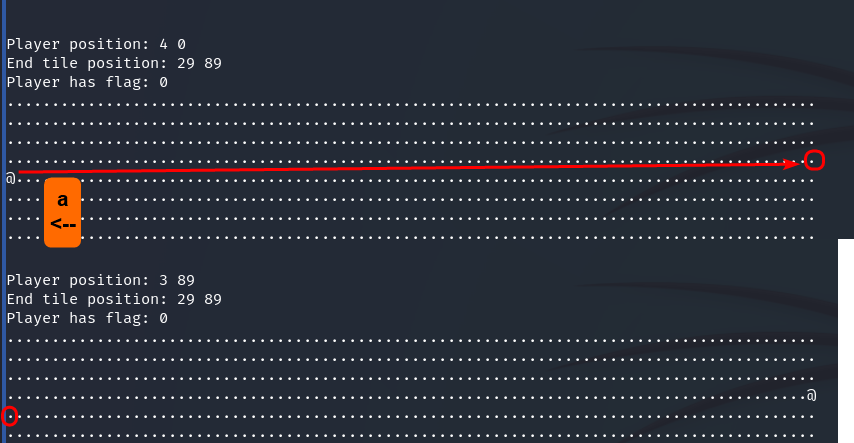 Player position: 4 0
End tile position: 29 89
Player has flag: 0
..........................................................................................
..........................................................................................
..........................................................................................
..........................................................................................
@.........................................................................................
a
..........................................................................................
<--
..........................................................................................
..........................................................................................
Player position: 3 89
End tile position: 29 89
Player has flag: 0
..........................................................................................
..........................................................................................
..........................................................................................
.........................................................................................@
..........................................................................................
..........................................................................................